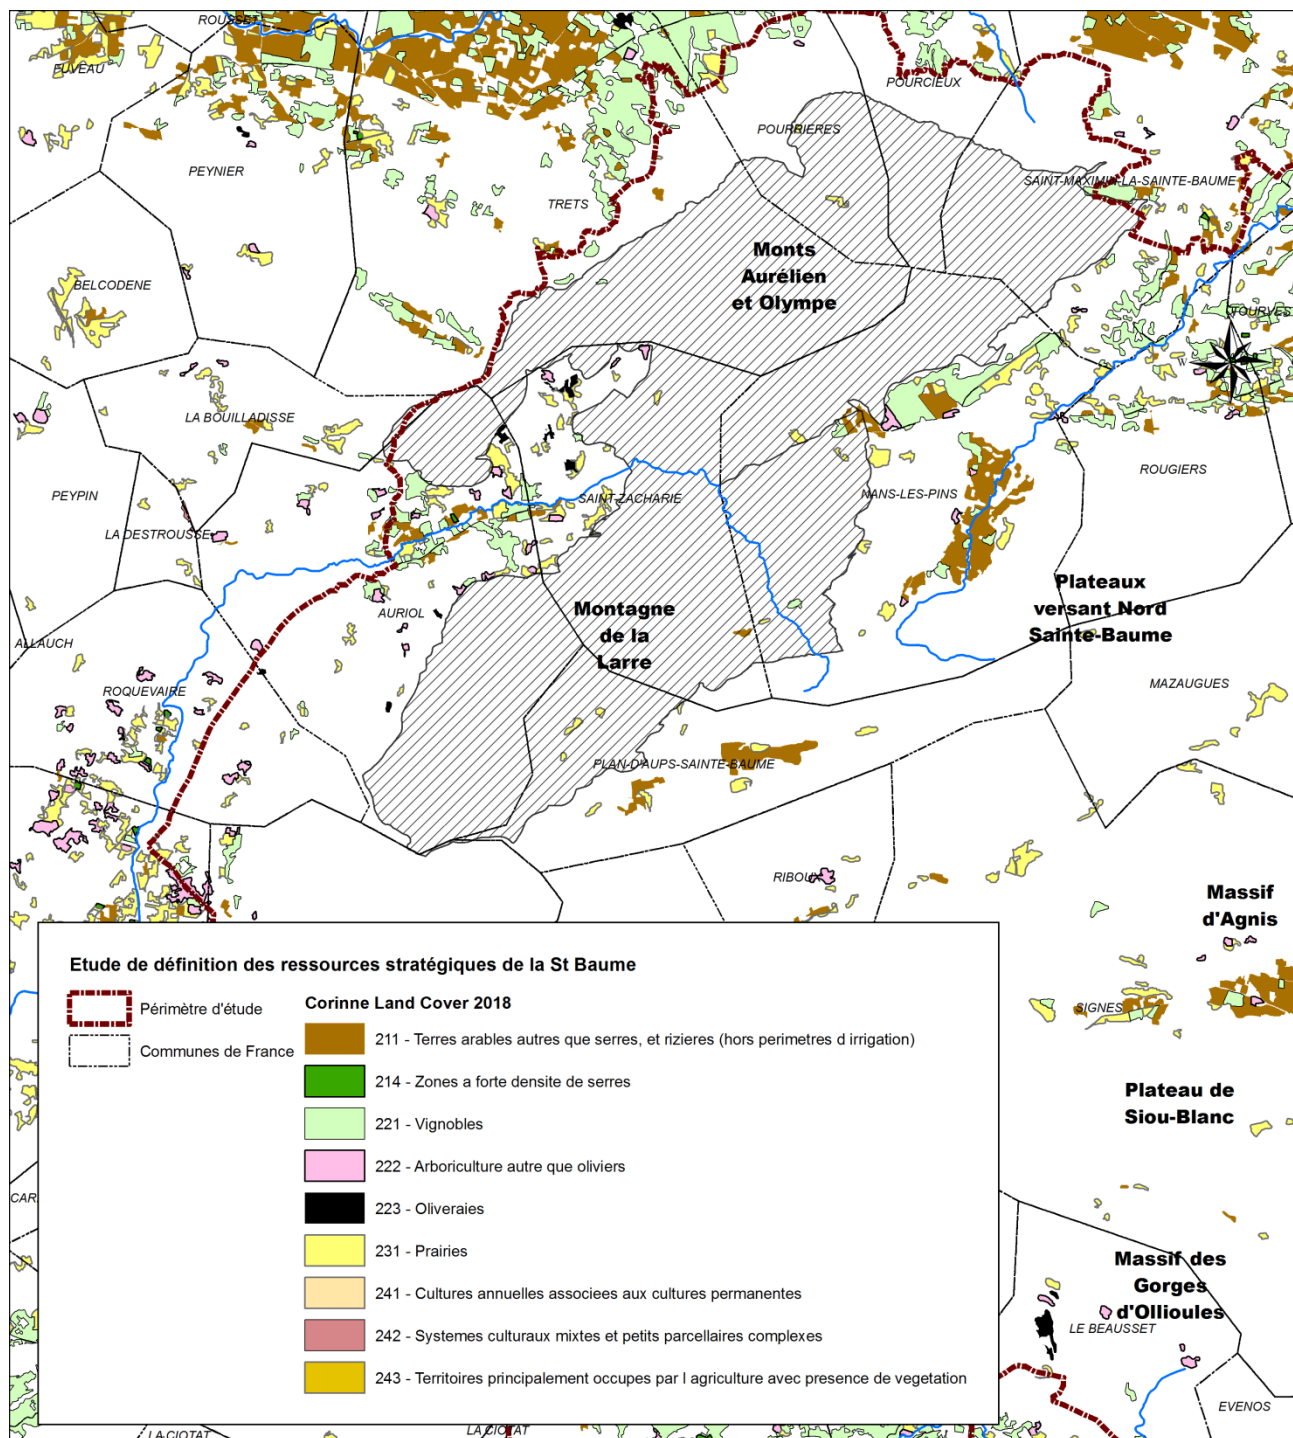 ROUSSET
FUVEAU
POURCIEUX
POURRIERES
PEYNIER
SAINT-MAXIMIN-LA-SAINTE-BAUME
TRETS
Monts
Aurélien
et Olympe
BELCODENE
TOURVES
LA BOUILLADISSE
PEYPIN
ROUGIERS
SAINT-ZACHARIE
NANS-LES-PINS
LA DESTROUSSE
Plateaux
versant Nord
Sainte-Baume
AURIOL
Montagne
de la
Larre
ALLAUCH
ROQUEVAIRE
MAZAUGUES
PLAN-D'AUPS-SAINTE-BAUME
RIBOU
Massif
d'Agnis
SIGNES
Plateau de
Siou-Blanc
Massif des
Gorges
d'Ollioules
LE BEAUSSET
EVENOS
CAR
LA CIOTAT
LA CIOTAT
Etude de définition des ressources stratégiques de la St Baume
Périmètre d'étude
Communes de France
Corinne Land Cover 2018
211 - Terres arables autres que serres, et rizieres (hors perimetres d irrigation)
214 - Zones a forte densite de serres
221 - Vignobles
222 - Arboriculture autre que oliviers
223 - Oliveraies
231 - Prairies
241 - Cultures annuelles associees aux cultures permanentes
242 - Systemes culturaux mixtes et petits parcellaires complexes
243 - Territoires principalement occupes par l agriculture avec presence de vegetation